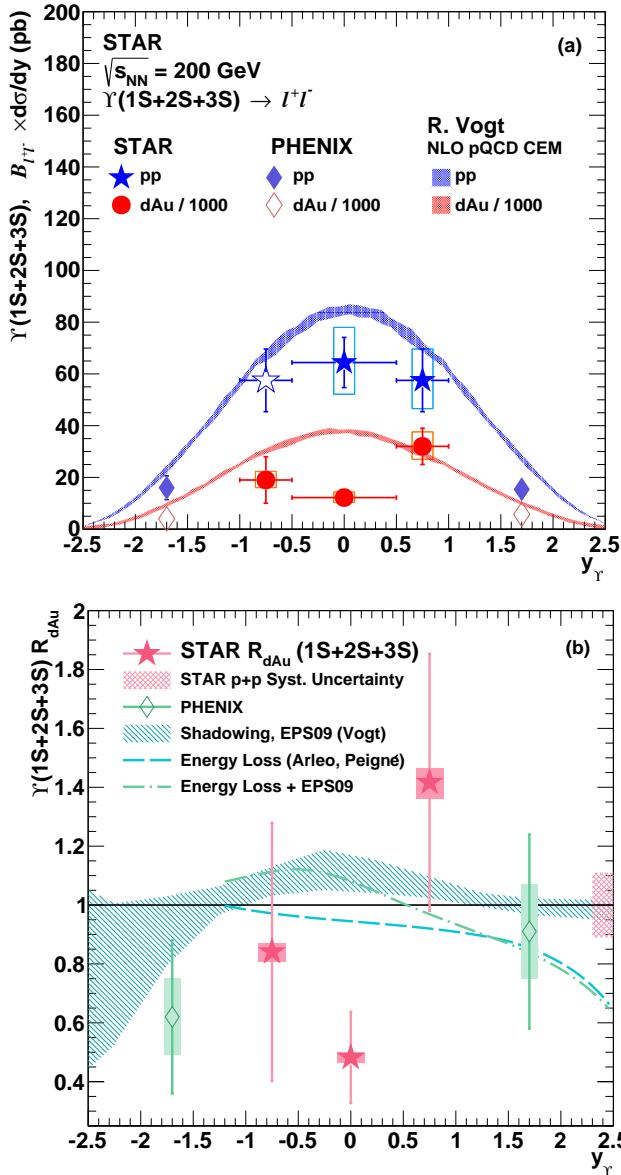 STAR
(a)
√s_NN = 200 GeV
ϒ(1S+2S+3S) → l⁺l⁻
STAR PHENIX R. Vogt
NLO pQCD CEM
pp pp pp
dAu / 1000 dAu / 1000 dAu / 1000
ϒ(1S+2S+3S), B_l⁺l⁻ ×dσ/dy (pb)
200
180
160
140
120
100
80
60
40
20
0
-2.5 -2 -1.5 -1 -0.5 0 0.5 1 1.5 2 2.5
y_ϒ
2
1.8
1.6
1.4
1.2
1
0.8
0.6
0.4
ϒ(1S+2S+3S) R_dAu
(b)
STAR R_dAu (1S+2S+3S)
STAR p+p Syst. Uncertainty
PHENIX
Shadowing, EPS09 (Vogt)
Energy Loss (Arleo, Peigné)
Energy Loss + EPS09
-2.5 -2 -1.5 -1 -0.5 0 0.5 1 1.5 2 2.5
y_ϒ